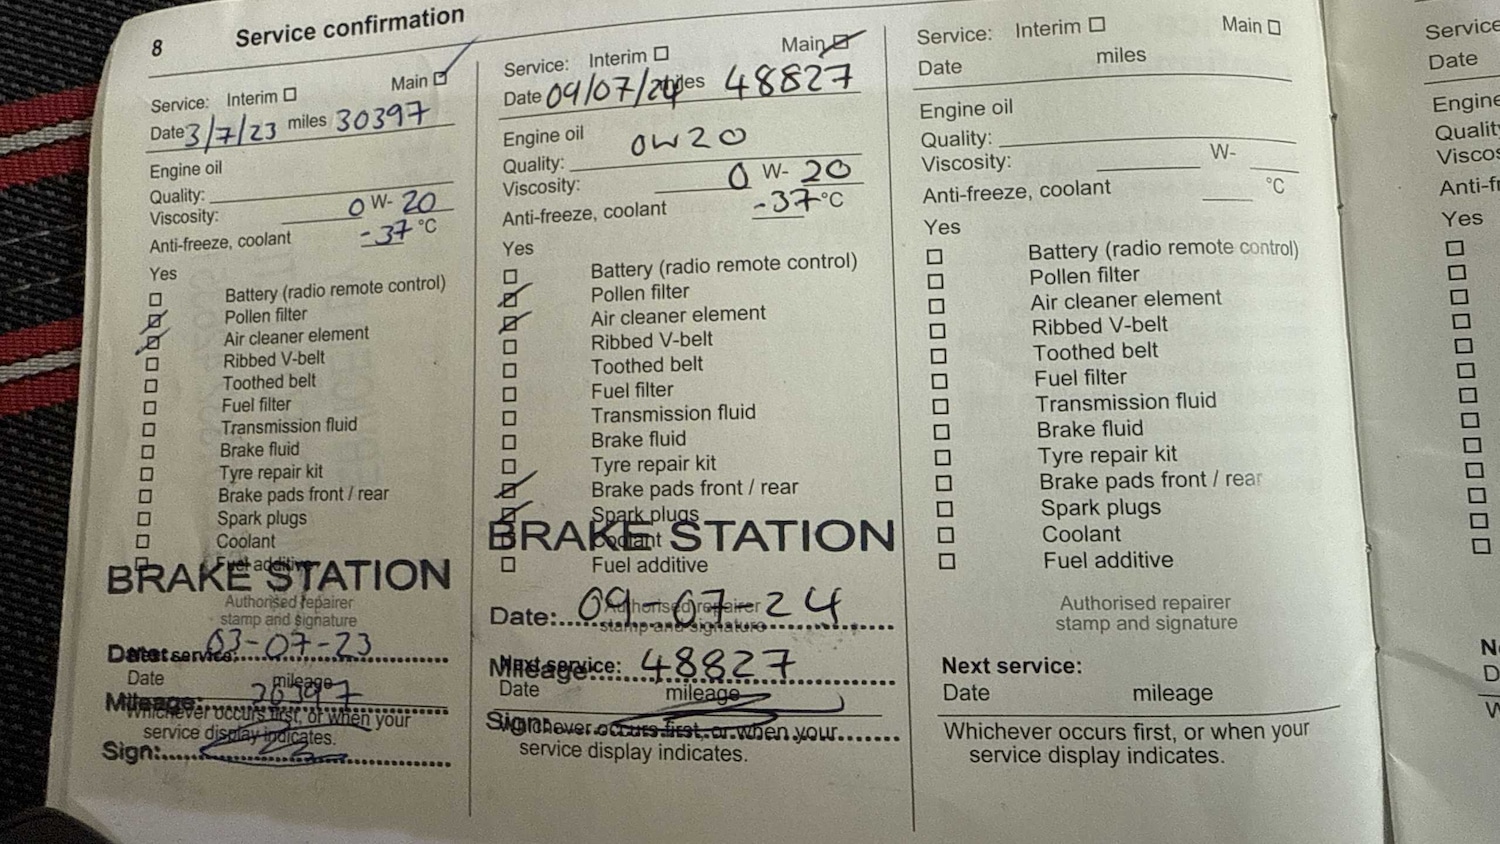 8 Service confirmation
Service: Interim Main
Date 3/7/23 miles 30397
Engine oil
Quality:
Viscosity: 0 W- 20
Anti-freeze, coolant -37 °C
Yes
Battery (radio remote control)
Pollen filter
Air cleaner element
Ribbed V-belt
Toothed belt
Fuel filter
Transmission fluid
Brake fluid
Tyre repair kit
Brake pads front / rear
Spark plugs
Coolant
Fuel additive
BRAKE STATION
Authorised repairer
stamp and signature
Date: 03-07-23
Next service:
Date mileage
Mileage:
Whichever occurs first, or when your
service display indicates.
Sign:
Service: Interim Main
Date 09/07/24 miles 48827
Engine oil
Quality: 0W20
Viscosity: 0 W- 20
Anti-freeze, coolant -37 °C
Yes
Battery (radio remote control)
Pollen filter
Air cleaner element
Ribbed V-belt
Toothed belt
Fuel filter
Transmission fluid
Brake fluid
Tyre repair kit
Brake pads front / rear
Spark plugs
Coolant
BRAKE STATION
Fuel additive
Date: 09-07-24
Authorised repairer
stamp and signature
Next service:
Mileage: 48827
Date mileage
Sign:
Whichever occurs first, or when your
service display indicates.
Service: Interim Main
Date miles
Engine oil
Quality:
Viscosity: W-
Anti-freeze, coolant °C
Yes
Battery (radio remote control)
Pollen filter
Air cleaner element
Ribbed V-belt
Toothed belt
Fuel filter
Transmission fluid
Brake fluid
Tyre repair kit
Brake pads front / rear
Spark plugs
Coolant
Fuel additive
Authorised repairer
stamp and signature
Next service:
Date mileage
Whichever occurs first, or when your
service display indicates.
Service
Date
Engine
Quality
Viscos
Anti-f
Yes
N
D
W